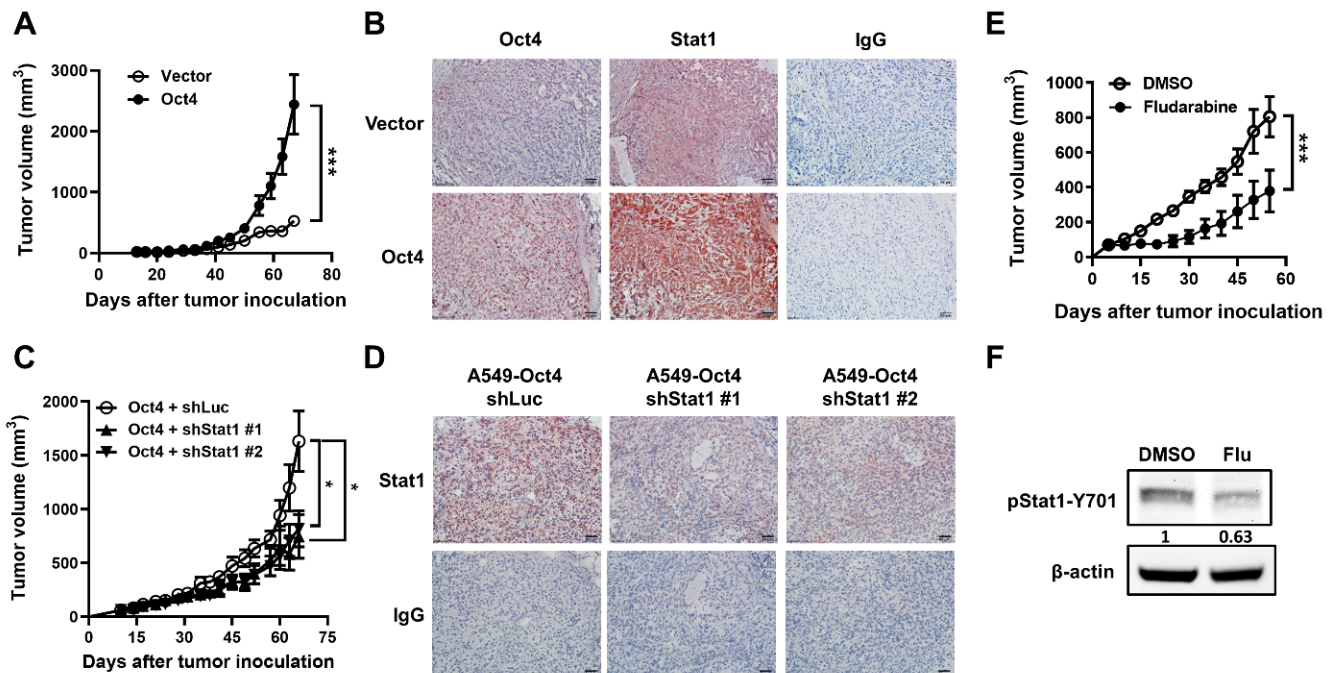 A
Vector
Oct4
Tumor volume (mm³)
3000
2000
1000
0
0 20 40 60 80
Days after tumor inoculation
***
B
Oct4 Stat1 IgG
Vector
Oct4
E
DMSO
Fludarabine
Tumor volume (mm³)
1000
800
600
400
200
0
0 15 30 45 60
Days after tumor inoculation
***
C
Oct4 + shLuc
Oct4 + shStat1 #1
Oct4 + shStat1 #2
Tumor volume (mm³)
2000
1500
1000
500
0
0 15 30 45 60 75
Days after tumor inoculation
* *
D
A549-Oct4 A549-Oct4 A549-Oct4
shLuc shStat1 #1 shStat1 #2
Stat1
IgG
F
DMSO Flu
pStat1-Y701
1 0.63
β-actin